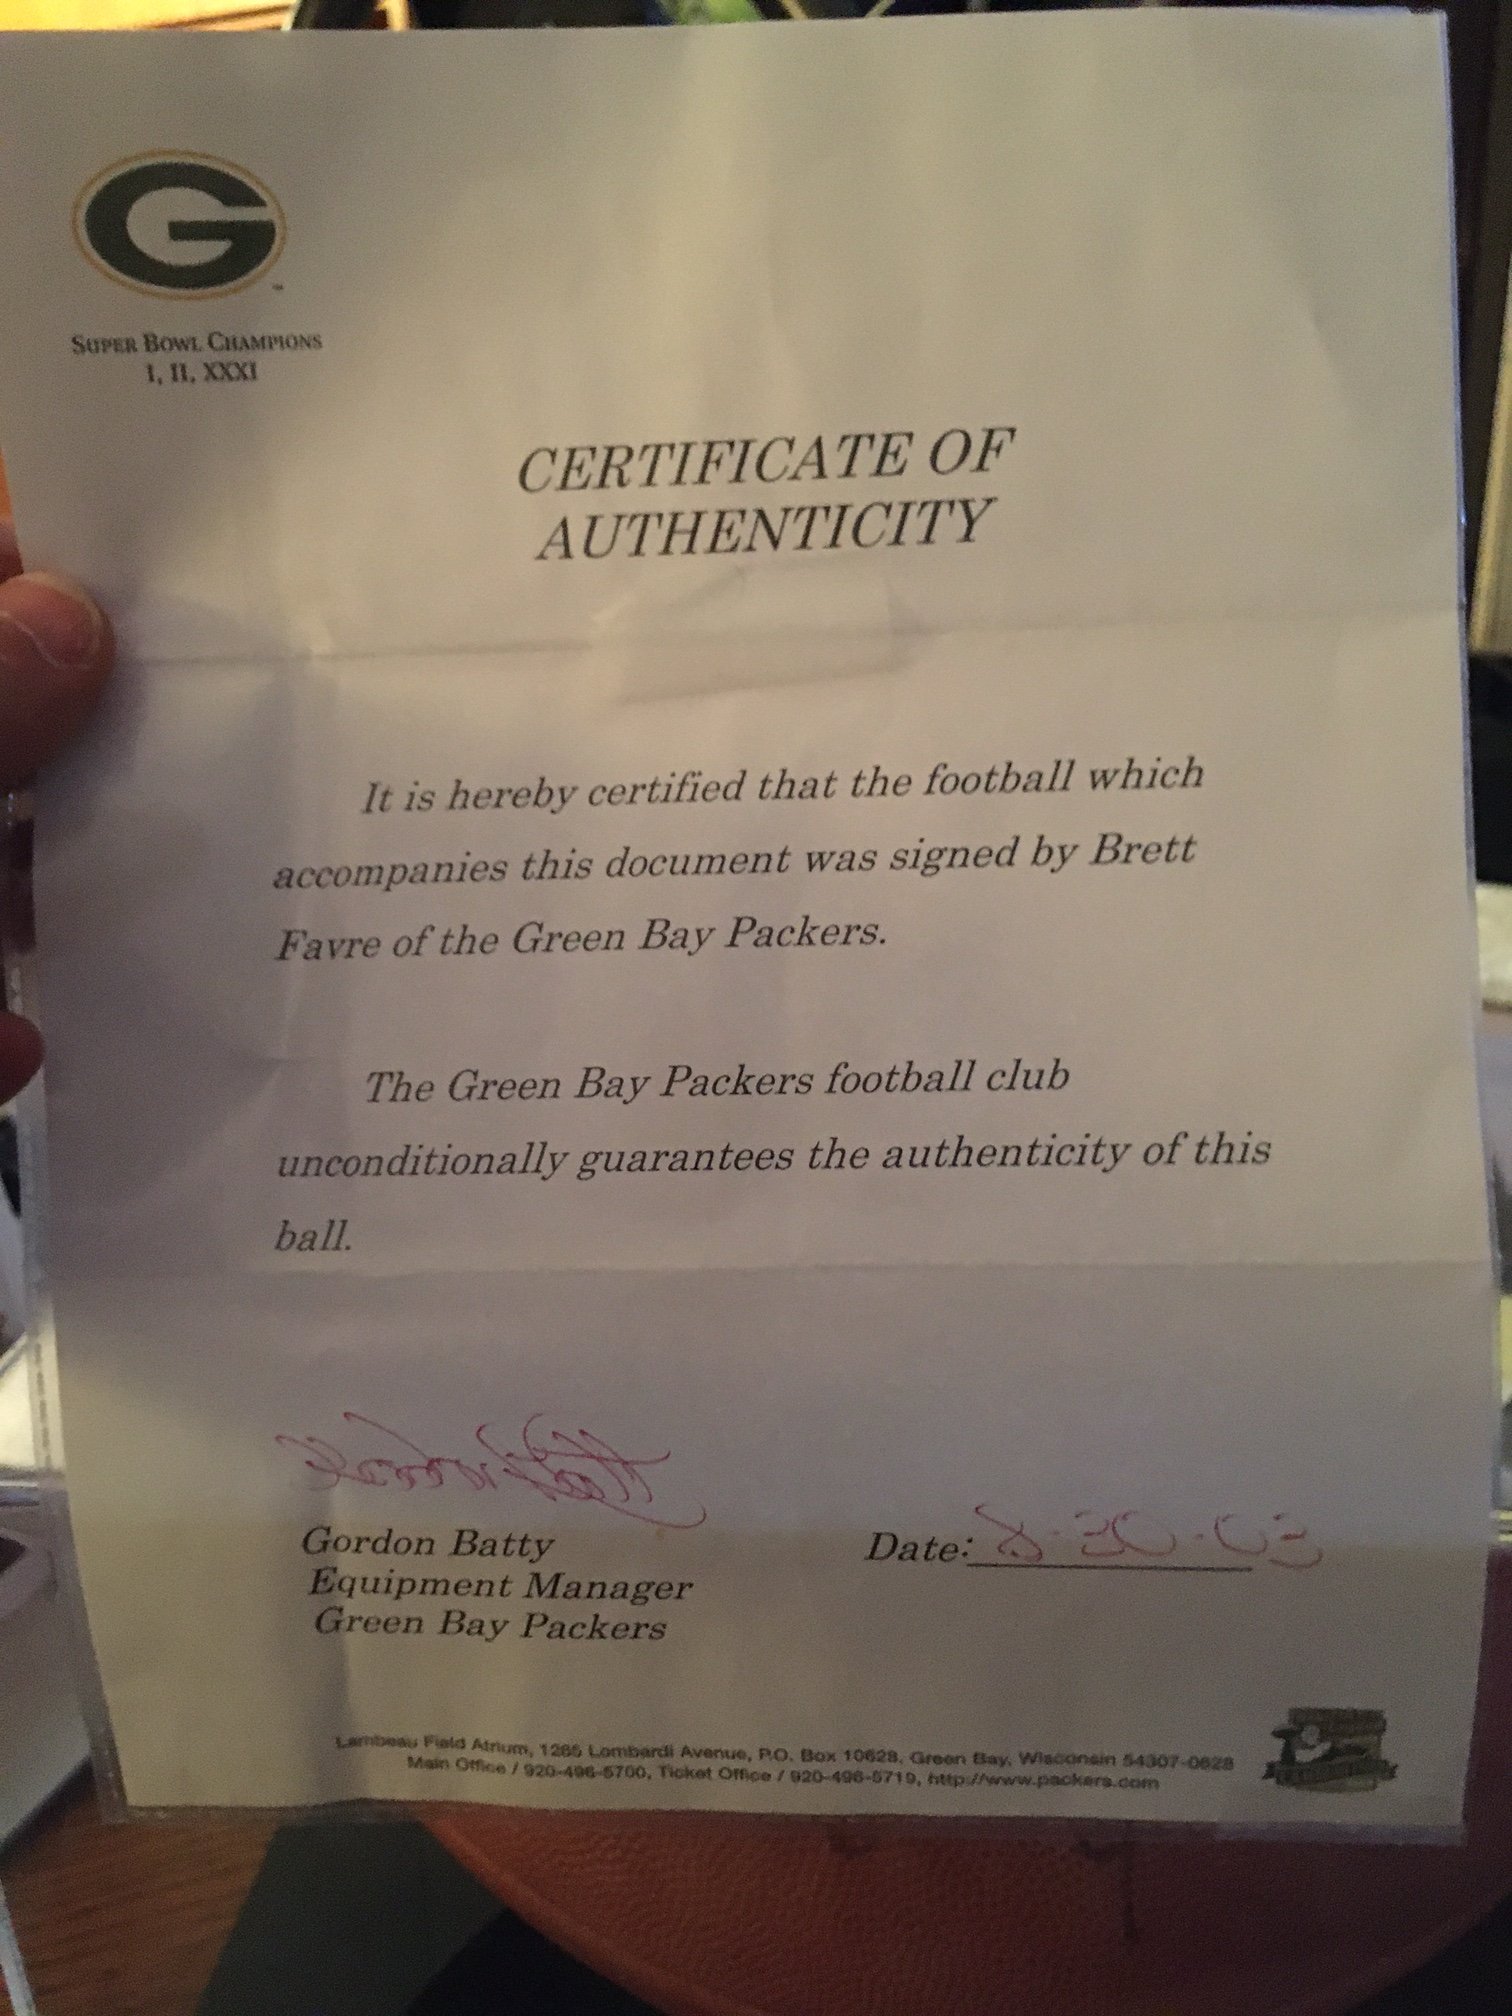 G
SUPER BOWL CHAMPIONS
I, II, XXXI
CERTIFICATE OF
AUTHENTICITY
It is hereby certified that the football which
accompanies this document was signed by Brett
Favre of the Green Bay Packers.
The Green Bay Packers football club
unconditionally guarantees the authenticity of this
ball.
Gordon Batty
Equipment Manager
Green Bay Packers
Date: 8-30-03
Lambeau Field Atrium, 1265 Lombardi Avenue, P.O. Box 10628, Green Bay, Wisconsin 54307-0628
Main Office / 920-496-5700, Ticket Office / 920-496-5719, http://www.packers.com